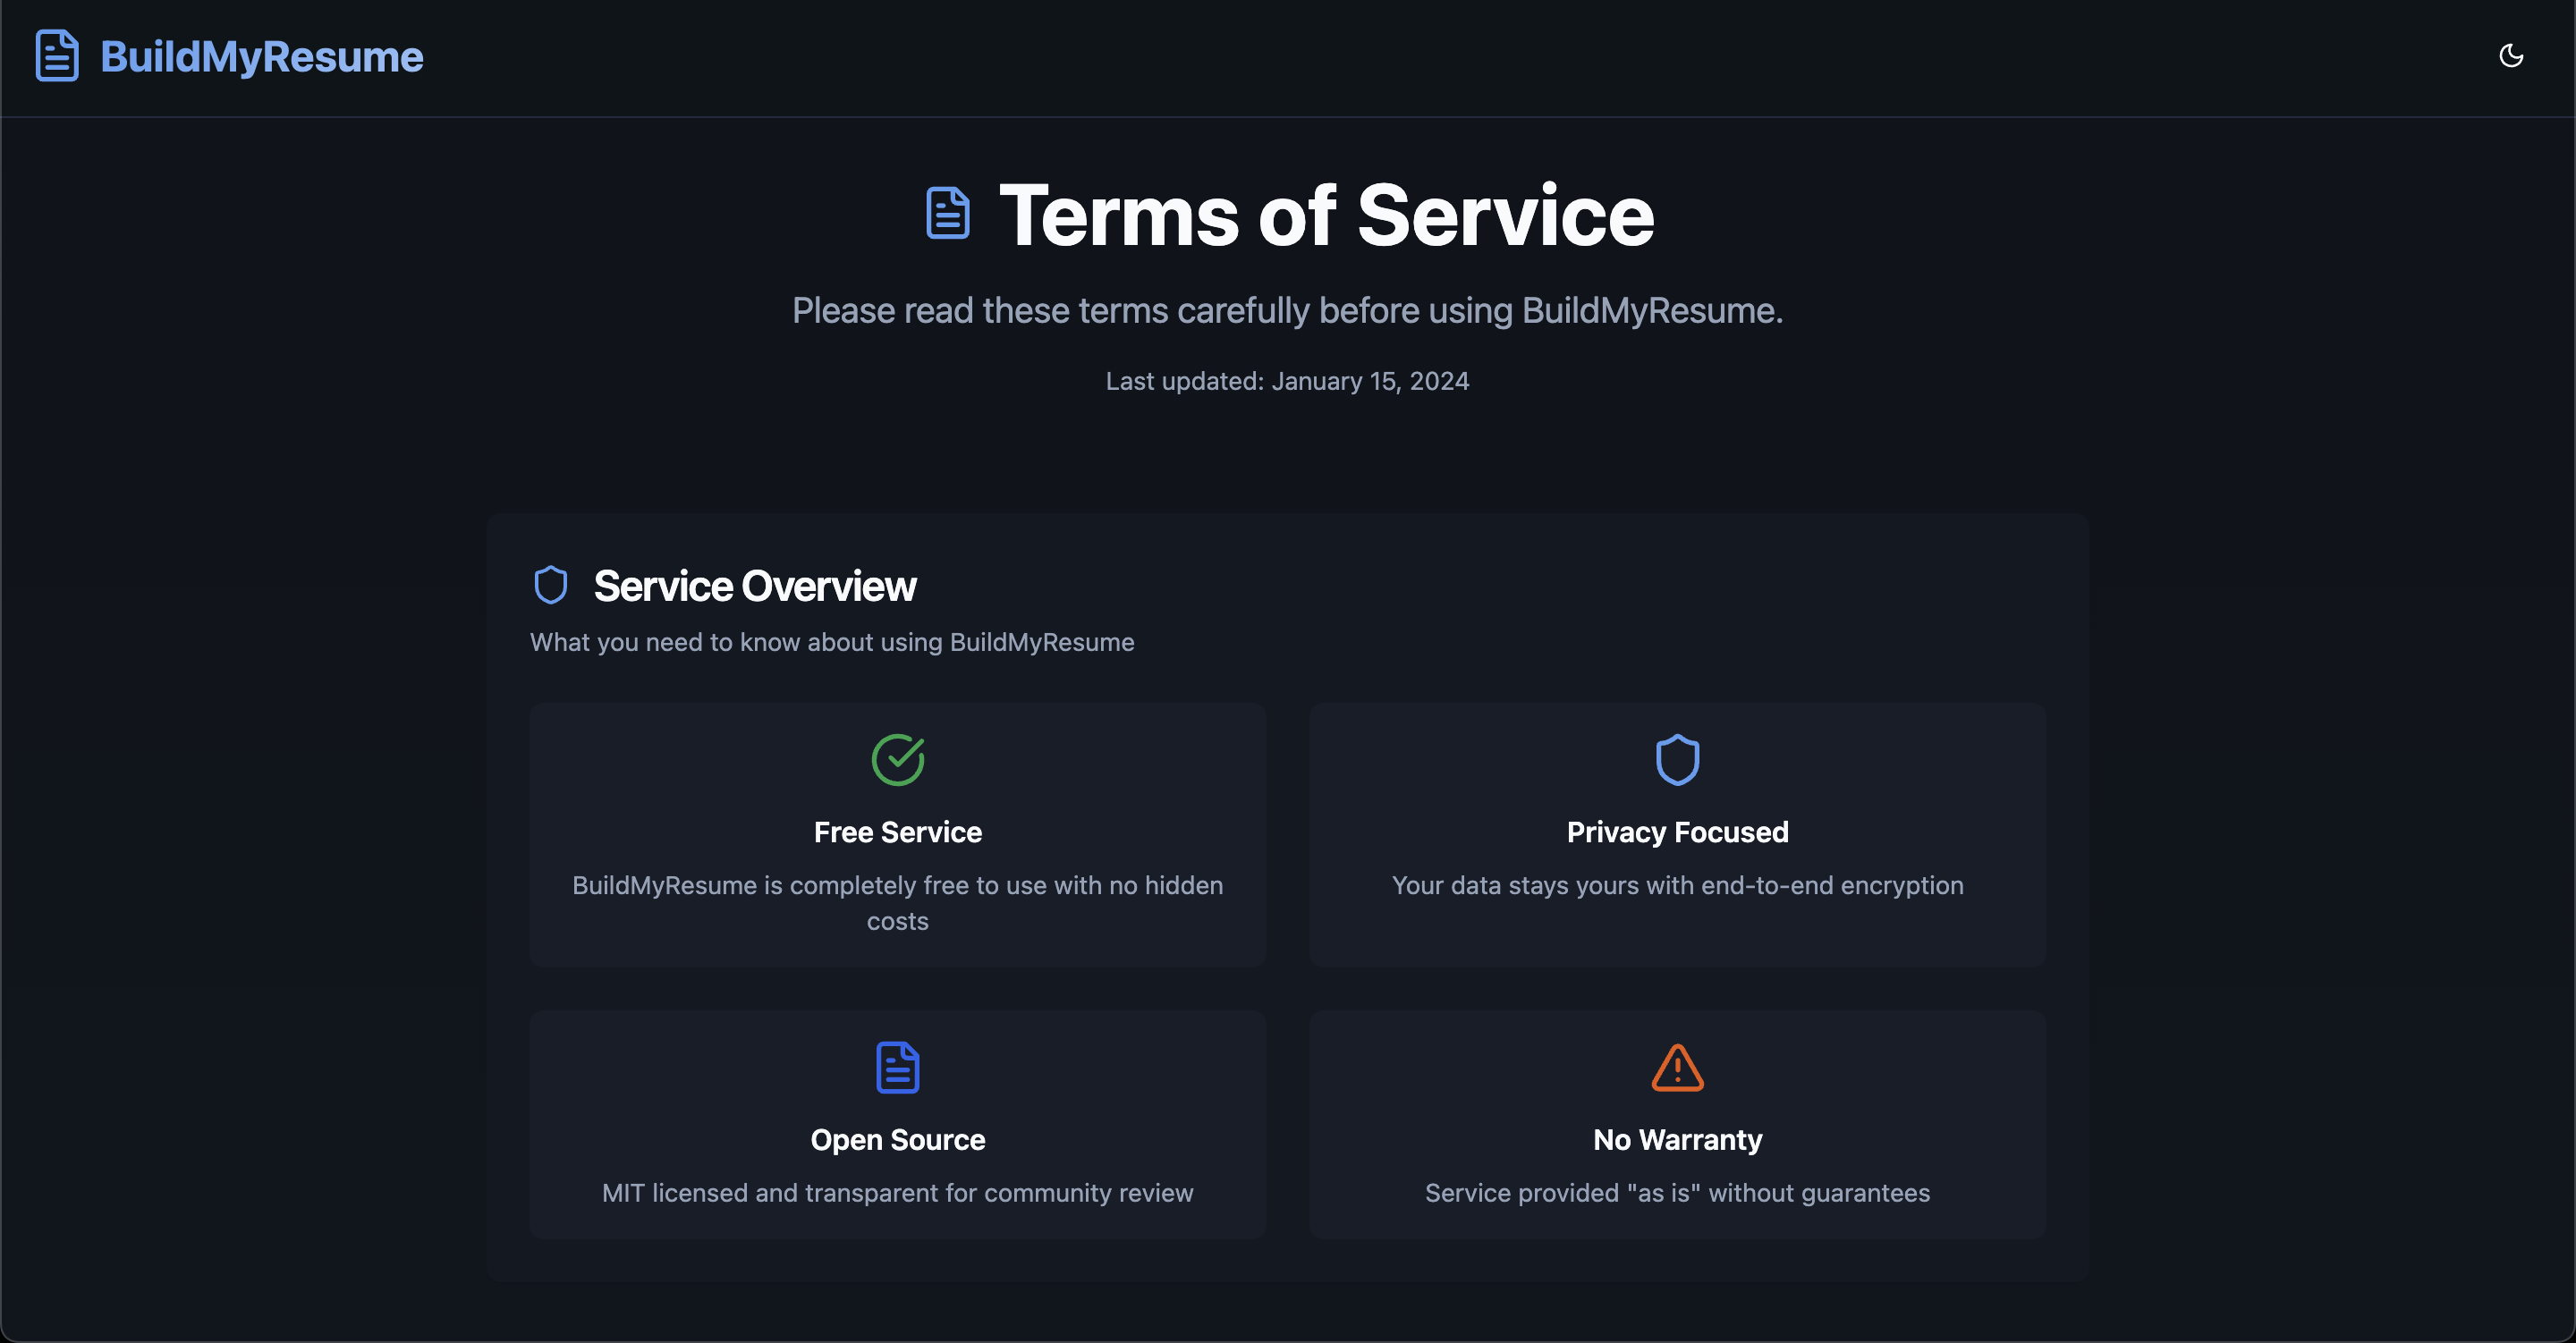 BuildMyResume
Terms of Service
Please read these terms carefully before using BuildMyResume.
Last updated: January 15, 2024
Service Overview
What you need to know about using BuildMyResume
Free Service
BuildMyResume is completely free to use with no hidden
costs
Privacy Focused
Your data stays yours with end-to-end encryption
Open Source
MIT licensed and transparent for community review
No Warranty
Service provided "as is" without guarantees